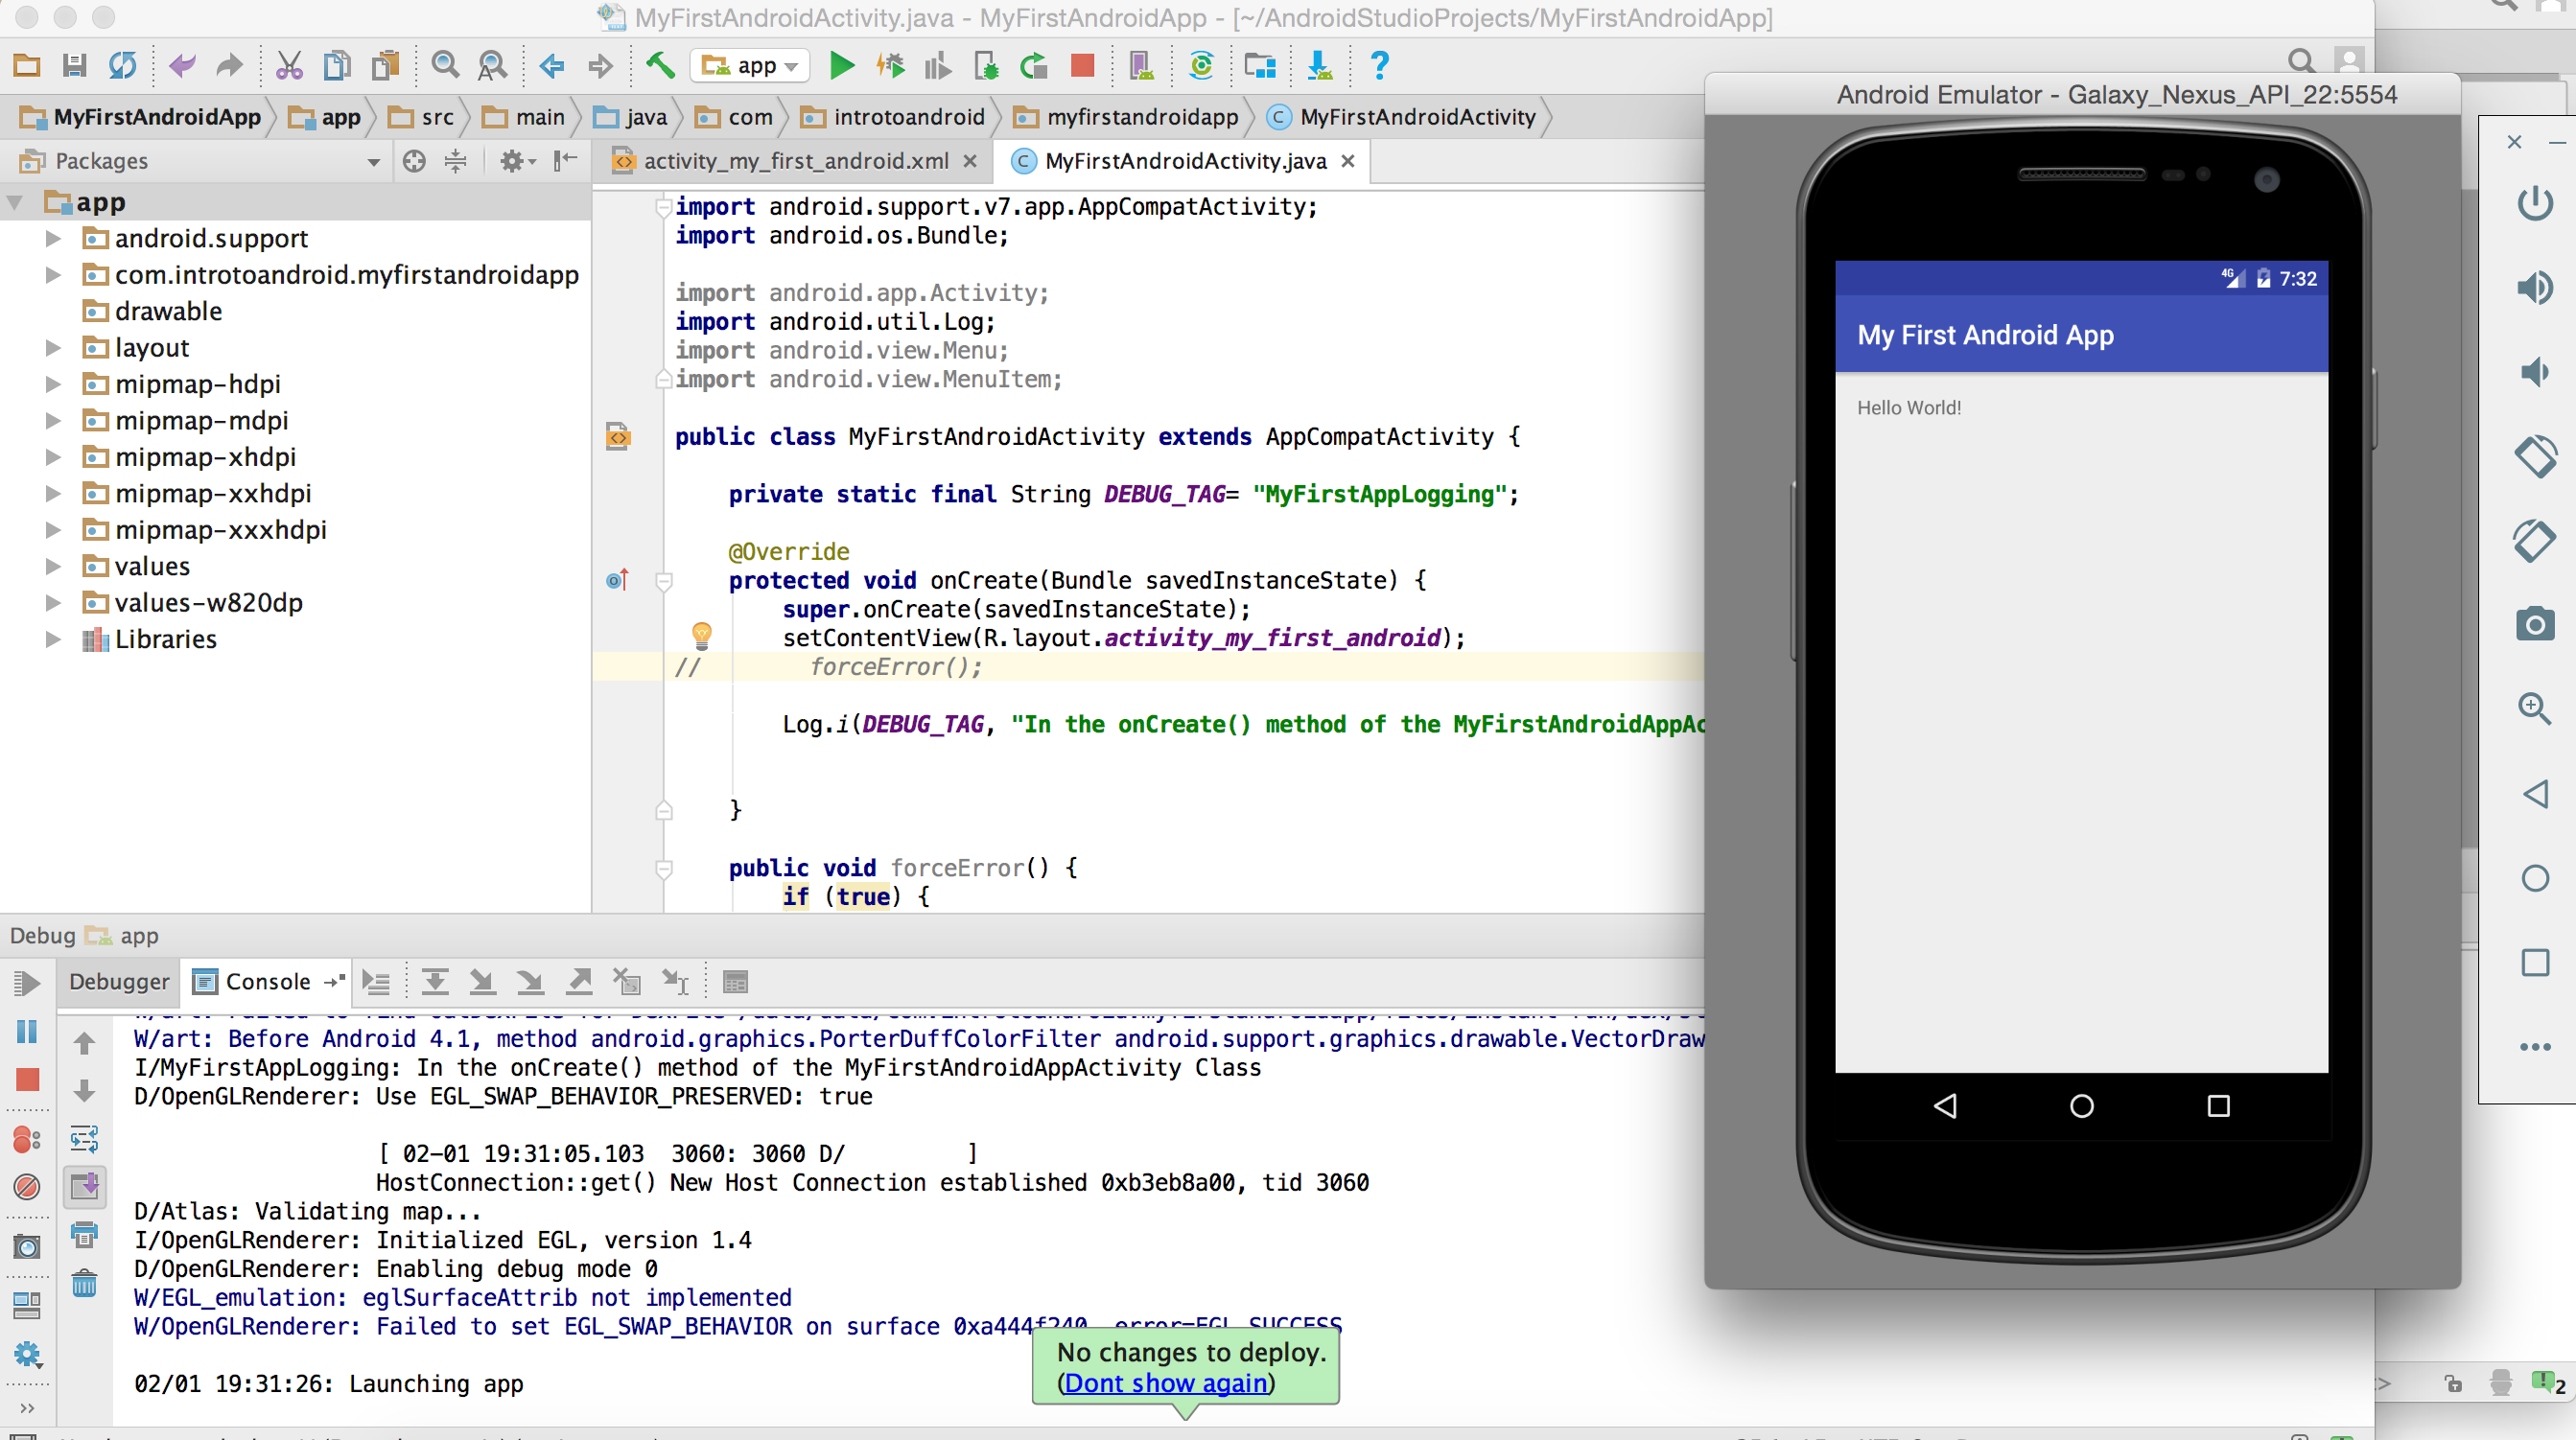 MyFirstAndroidActivity.java - MyFirstAndroidApp - [~/AndroidStudioProjects/MyFirstAndroidApp]
app
MyFirstAndroidApp app src main java com introtoandroid myfirstandroidapp MyFirstAndroidActivity
Packages
activity_my_first_android.xml MyFirstAndroidActivity.java
app
android.support
com.introtoandroid.myfirstandroidapp
drawable
layout
mipmap-hdpi
mipmap-mdpi
mipmap-xhdpi
mipmap-xxhdpi
mipmap-xxxhdpi
values
values-w820dp
Libraries
import android.support.v7.app.AppCompatActivity;
import android.os.Bundle;
import android.app.Activity;
import android.util.Log;
import android.view.Menu;
import android.view.MenuItem;
public class MyFirstAndroidActivity extends AppCompatActivity {
private static final String DEBUG_TAG= "MyFirstAppLogging";
@Override
protected void onCreate(Bundle savedInstanceState) {
super.onCreate(savedInstanceState);
setContentView(R.layout.activity_my_first_android);
// forceError();
Log.i(DEBUG_TAG, "In the onCreate() method of the MyFirstAndroidAppAc
}
public void forceError() {
if (true) {
Android Emulator - Galaxy_Nexus_API_22:5554
4G 7:32
My First Android App
Hello World!
Debug app
Debugger Console
W/art: Before Android 4.1, method android.graphics.PorterDuffColorFilter android.support.graphics.drawable.VectorDraw
I/MyFirstAppLogging: In the onCreate() method of the MyFirstAndroidAppActivity Class
D/OpenGLRenderer: Use EGL_SWAP_BEHAVIOR_PRESERVED: true
[ 02-01 19:31:05.103 3060: 3060 D/ ]
HostConnection::get() New Host Connection established 0xb3eb8a00, tid 3060
D/Atlas: Validating map...
I/OpenGLRenderer: Initialized EGL, version 1.4
D/OpenGLRenderer: Enabling debug mode 0
W/EGL_emulation: eglSurfaceAttrib not implemented
W/OpenGLRenderer: Failed to set EGL_SWAP_BEHAVIOR on surface 0xa444f240, error=EGL_SUCCESS
No changes to deploy.
(Dont show again)
02/01 19:31:26: Launching app
2